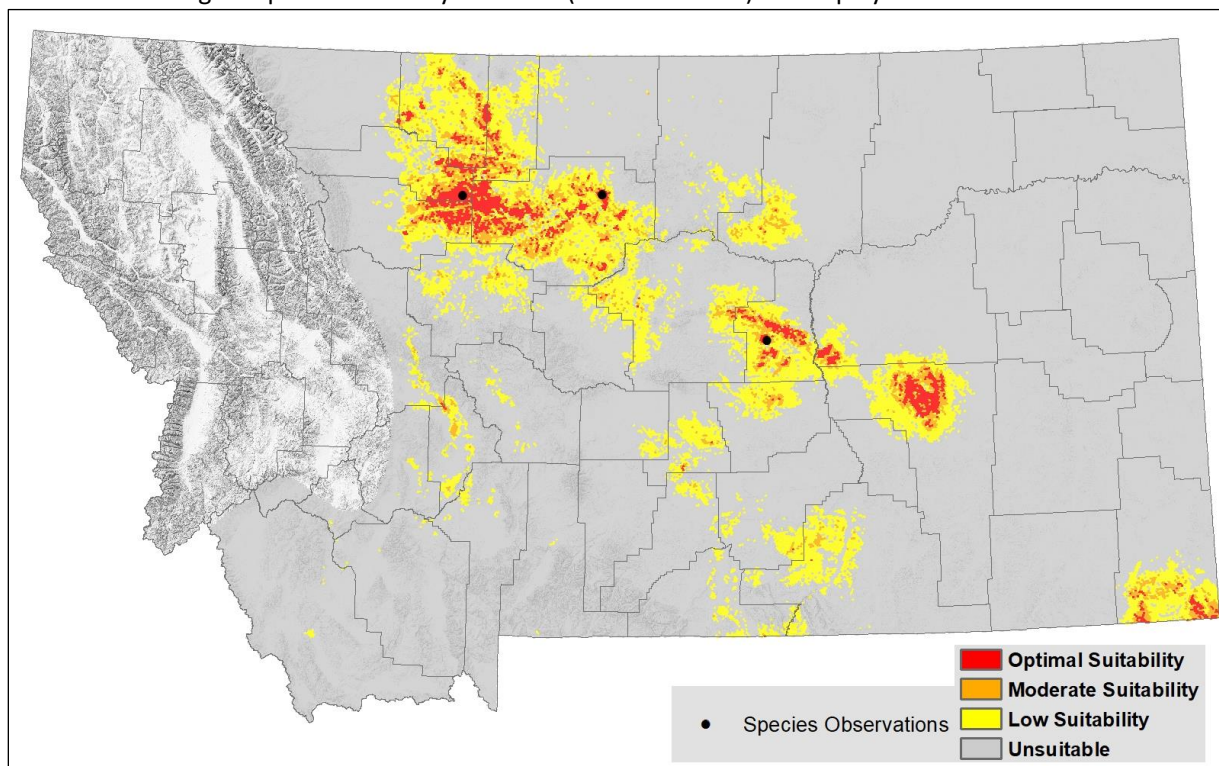 Optimal Suitability
Moderate Suitability
Species Observations
Low Suitability
Unsuitable